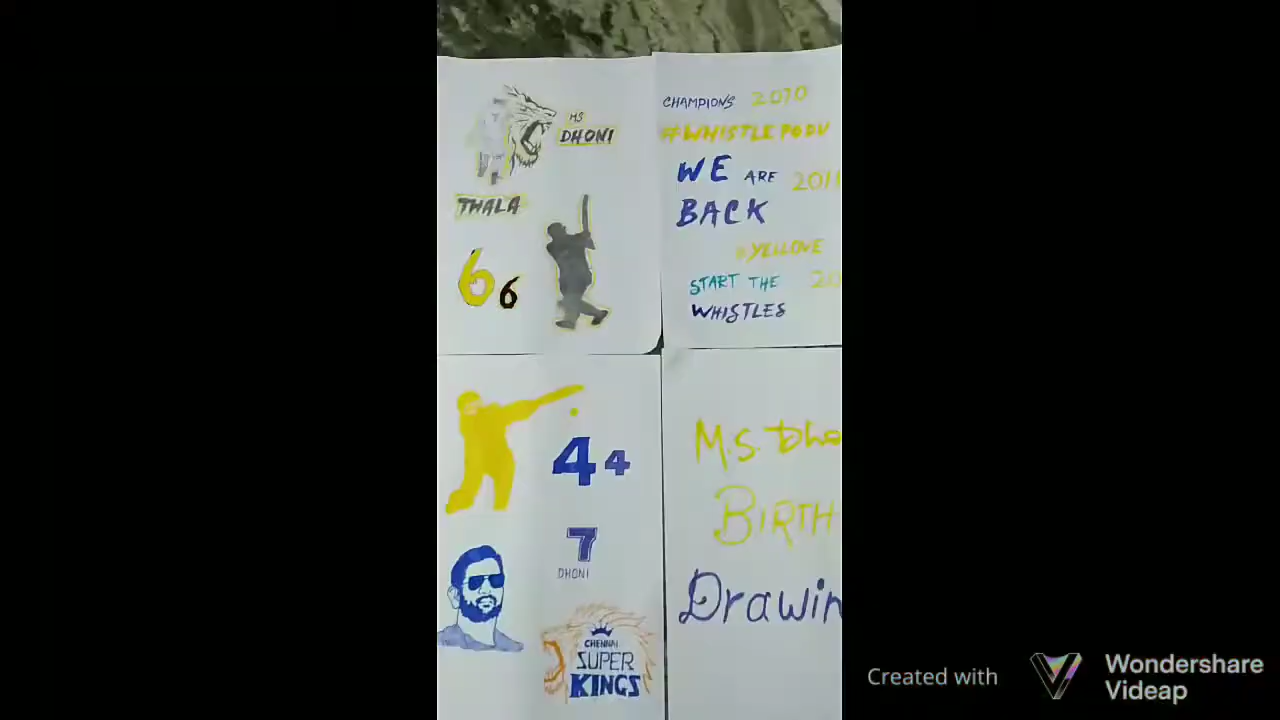 MS
DHONI
THALA
6 6
CHAMPIONS 2010
#WHISTLE PODU
WE ARE 2011
BACK
#YELLOVE
START THE
WHISTLES
4 4
7
DHONI
CHENNAI
SUPER
KINGS
M.S. Dho
BIRTH
Drawin
Created with
Wondershare
Videap